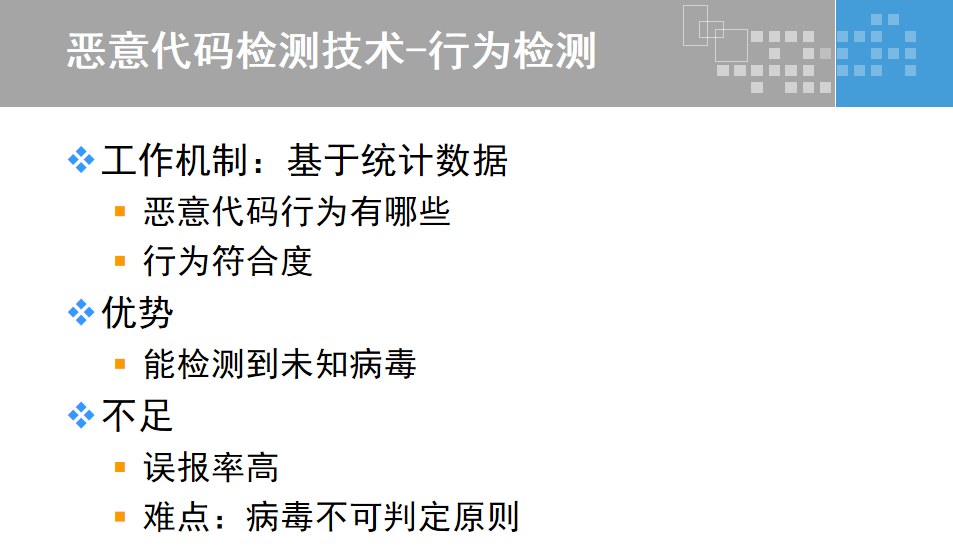 恶意代码检测技术-行为检测
工作机制：基于统计数据
恶意代码行为有哪些
行为符合度
优势
能检测到未知病毒
不足
误报率高
难点：病毒不可判定原则